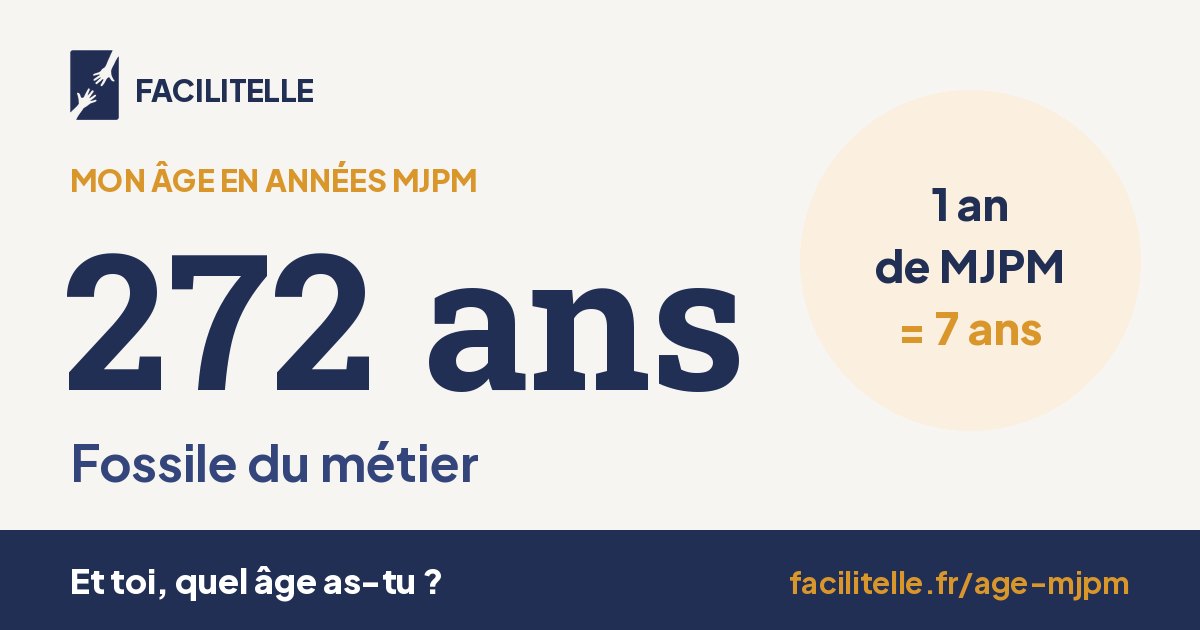 FACILITELLE
MON ÂGE EN ANNÉES MJPM
272 ans
Fossile du métier
1 an
de MJPM
= 7 ans
Et toi, quel âge as-tu ?
facilitelle.fr/age-mjpm